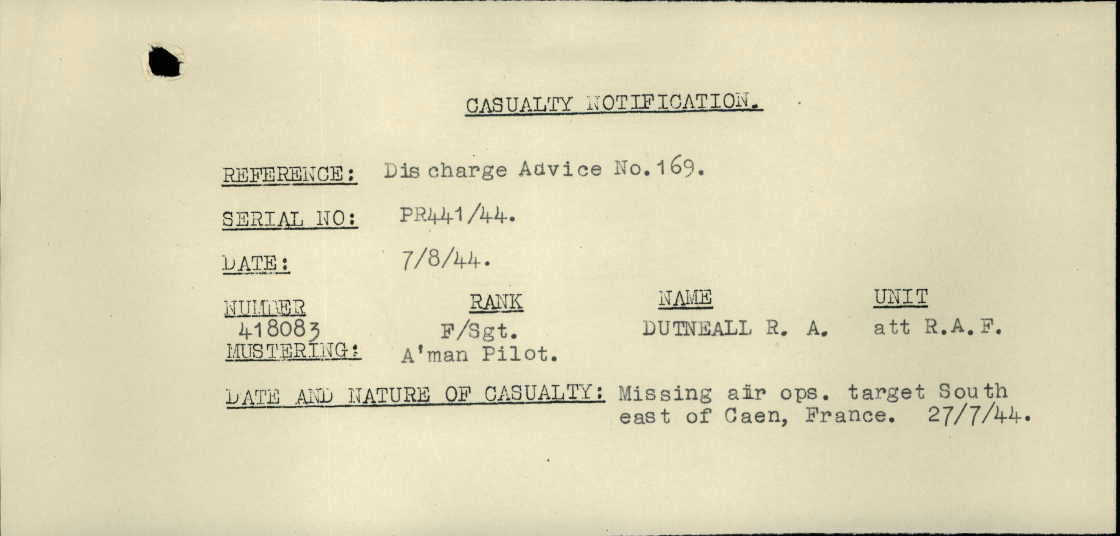 CASUALTY NOTIFICATION.
REFERENCE: Discharge Advice No.169.
SERIAL NO: PR441/44.
DATE: 7/8/44.
NUMBER RANK NAME UNIT
418083 F/Sgt. DUTNEALL R. A. att R.A.F.
MUSTERING: A'man Pilot.
DATE AND NATURE OF CASUALTY: Missing air ops. target South
east of Caen, France. 27/7/44.